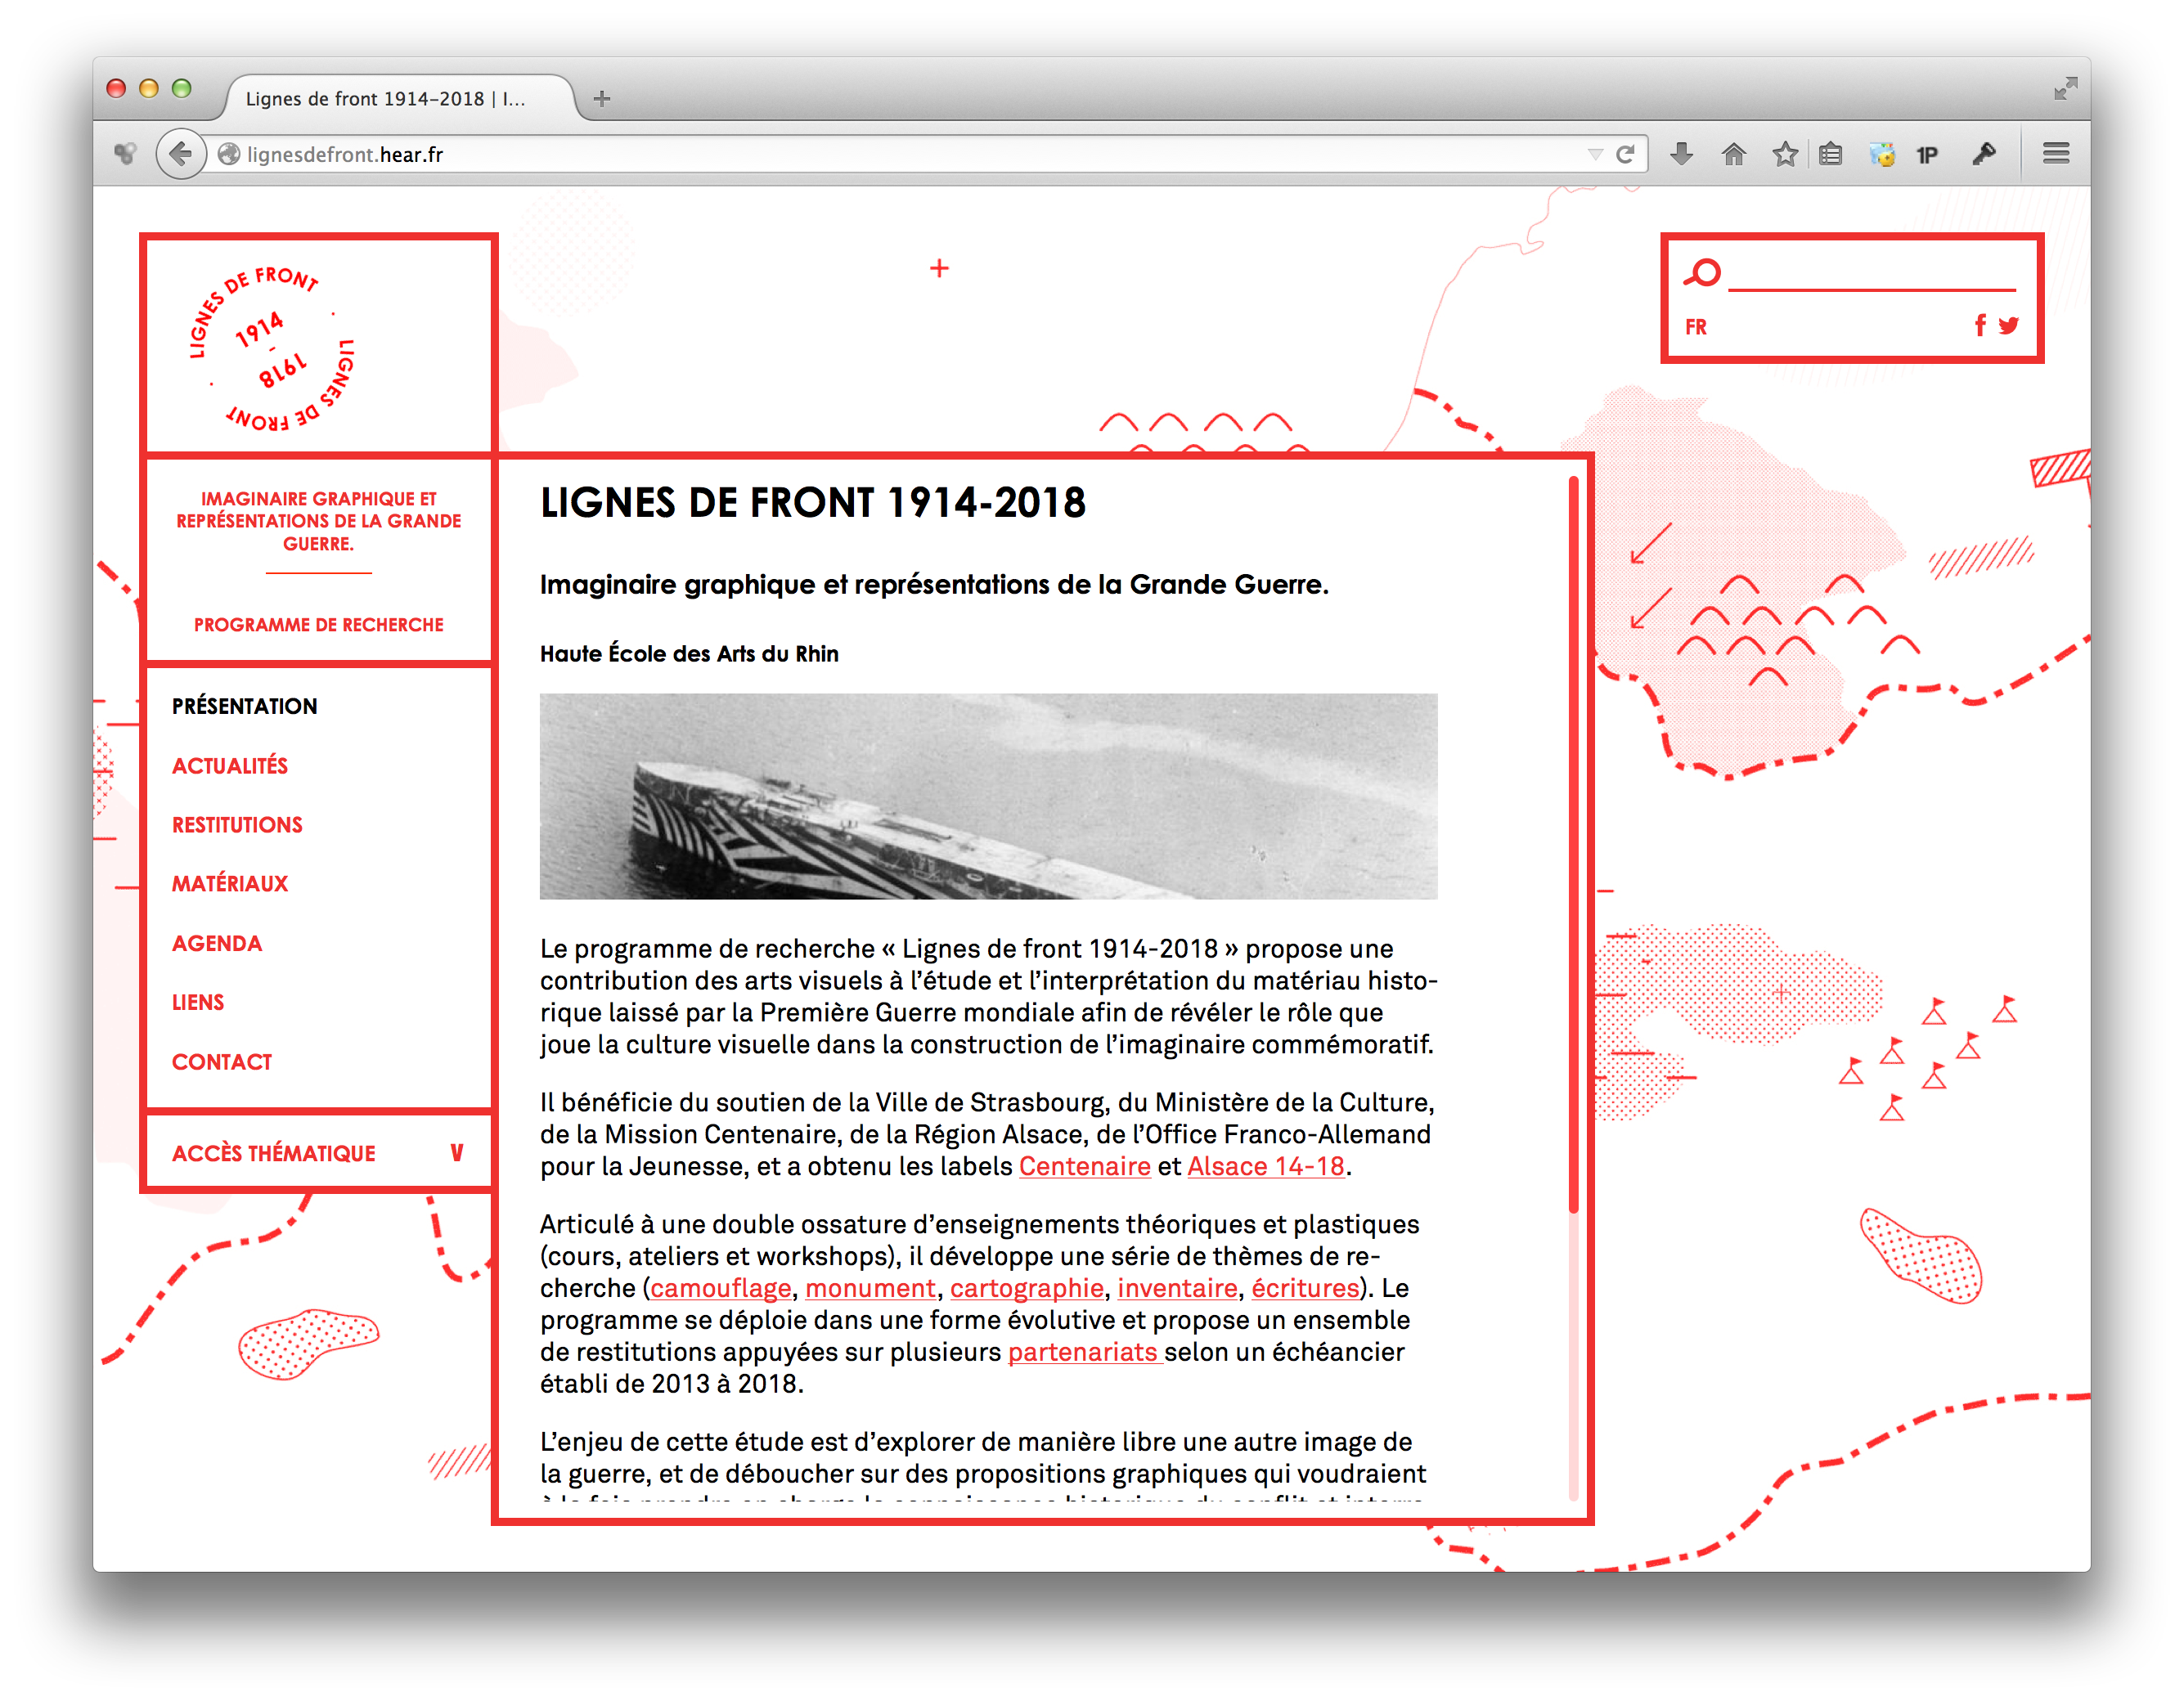 Lignes de front 1914-2018 | I...
lignesdefront.hear.fr
1P
LIGNES DE FRONT · LIGNES DE FRONT ·
1914
-
1918
FR
IMAGINAIRE GRAPHIQUE ET
REPRÉSENTATIONS DE LA GRANDE
GUERRE.
PROGRAMME DE RECHERCHE
PRÉSENTATION
ACTUALITÉS
RESTITUTIONS
MATÉRIAUX
AGENDA
LIENS
CONTACT
ACCÈS THÉMATIQUE V
LIGNES DE FRONT 1914-2018
Imaginaire graphique et représentations de la Grande Guerre.
Haute École des Arts du Rhin
Le programme de recherche « Lignes de front 1914-2018 » propose une
contribution des arts visuels à l’étude et l’interprétation du matériau histo-
rique laissé par la Première Guerre mondiale afin de révéler le rôle que
joue la culture visuelle dans la construction de l’imaginaire commémoratif.
Il bénéficie du soutien de la Ville de Strasbourg, du Ministère de la Culture,
de la Mission Centenaire, de la Région Alsace, de l’Office Franco-Allemand
pour la Jeunesse, et a obtenu les labels Centenaire et Alsace 14-18.
Articulé à une double ossature d’enseignements théoriques et plastiques
(cours, ateliers et workshops), il développe une série de thèmes de re-
cherche (camouflage, monument, cartographie, inventaire, écritures). Le
programme se déploie dans une forme évolutive et propose un ensemble
de restitutions appuyées sur plusieurs partenariats selon un échéancier
établi de 2013 à 2018.
L’enjeu de cette étude est d’explorer de manière libre une autre image de
la guerre, et de déboucher sur des propositions graphiques qui voudraient